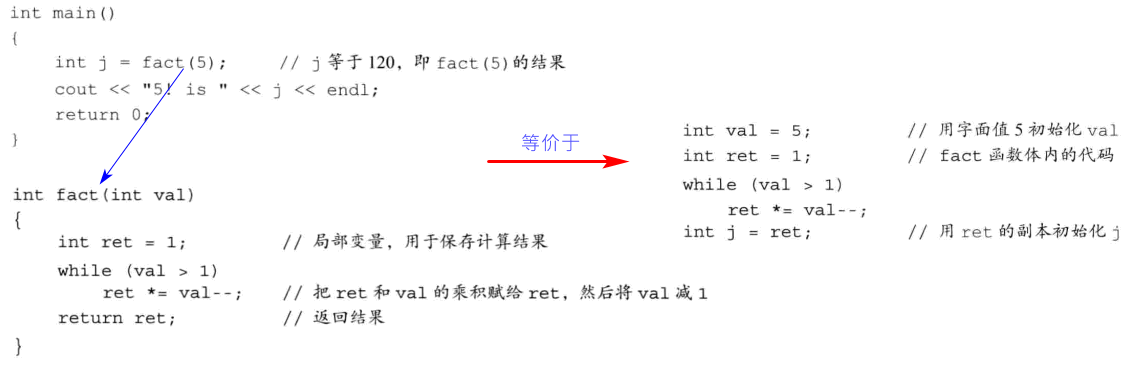 int main()
{
    int j = fact(5);    // j 等于 120，即 fact(5)的结果
    cout << "5! is " << j << endl;
    return 0;
}
int fact(int val)
{
    int ret = 1;    // 局部变量，用于保存计算结果
    while (val > 1)
        ret *= val--;    // 把 ret 和 val 的乘积赋给 ret，然后将 val 减 1
    return ret;    // 返回结果
}
等价于
int val = 5;    // 用字面值 5 初始化 val
int ret = 1;    // fact 函数体内的代码
while (val > 1)
    ret *= val--;
int j = ret;    // 用 ret 的副本初始化 j